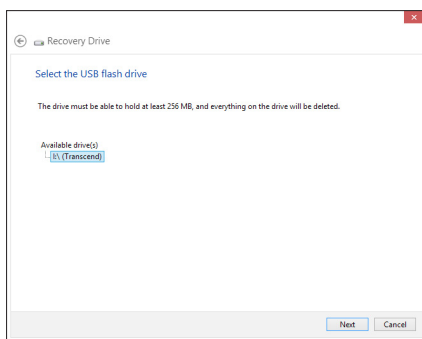 Recovery Drive
Select the USB flash drive
The drive must be able to hold at least 256 MB, and everything on the drive will be deleted.
Available drive(s)
I:\ (Transcend)
Next Cancel